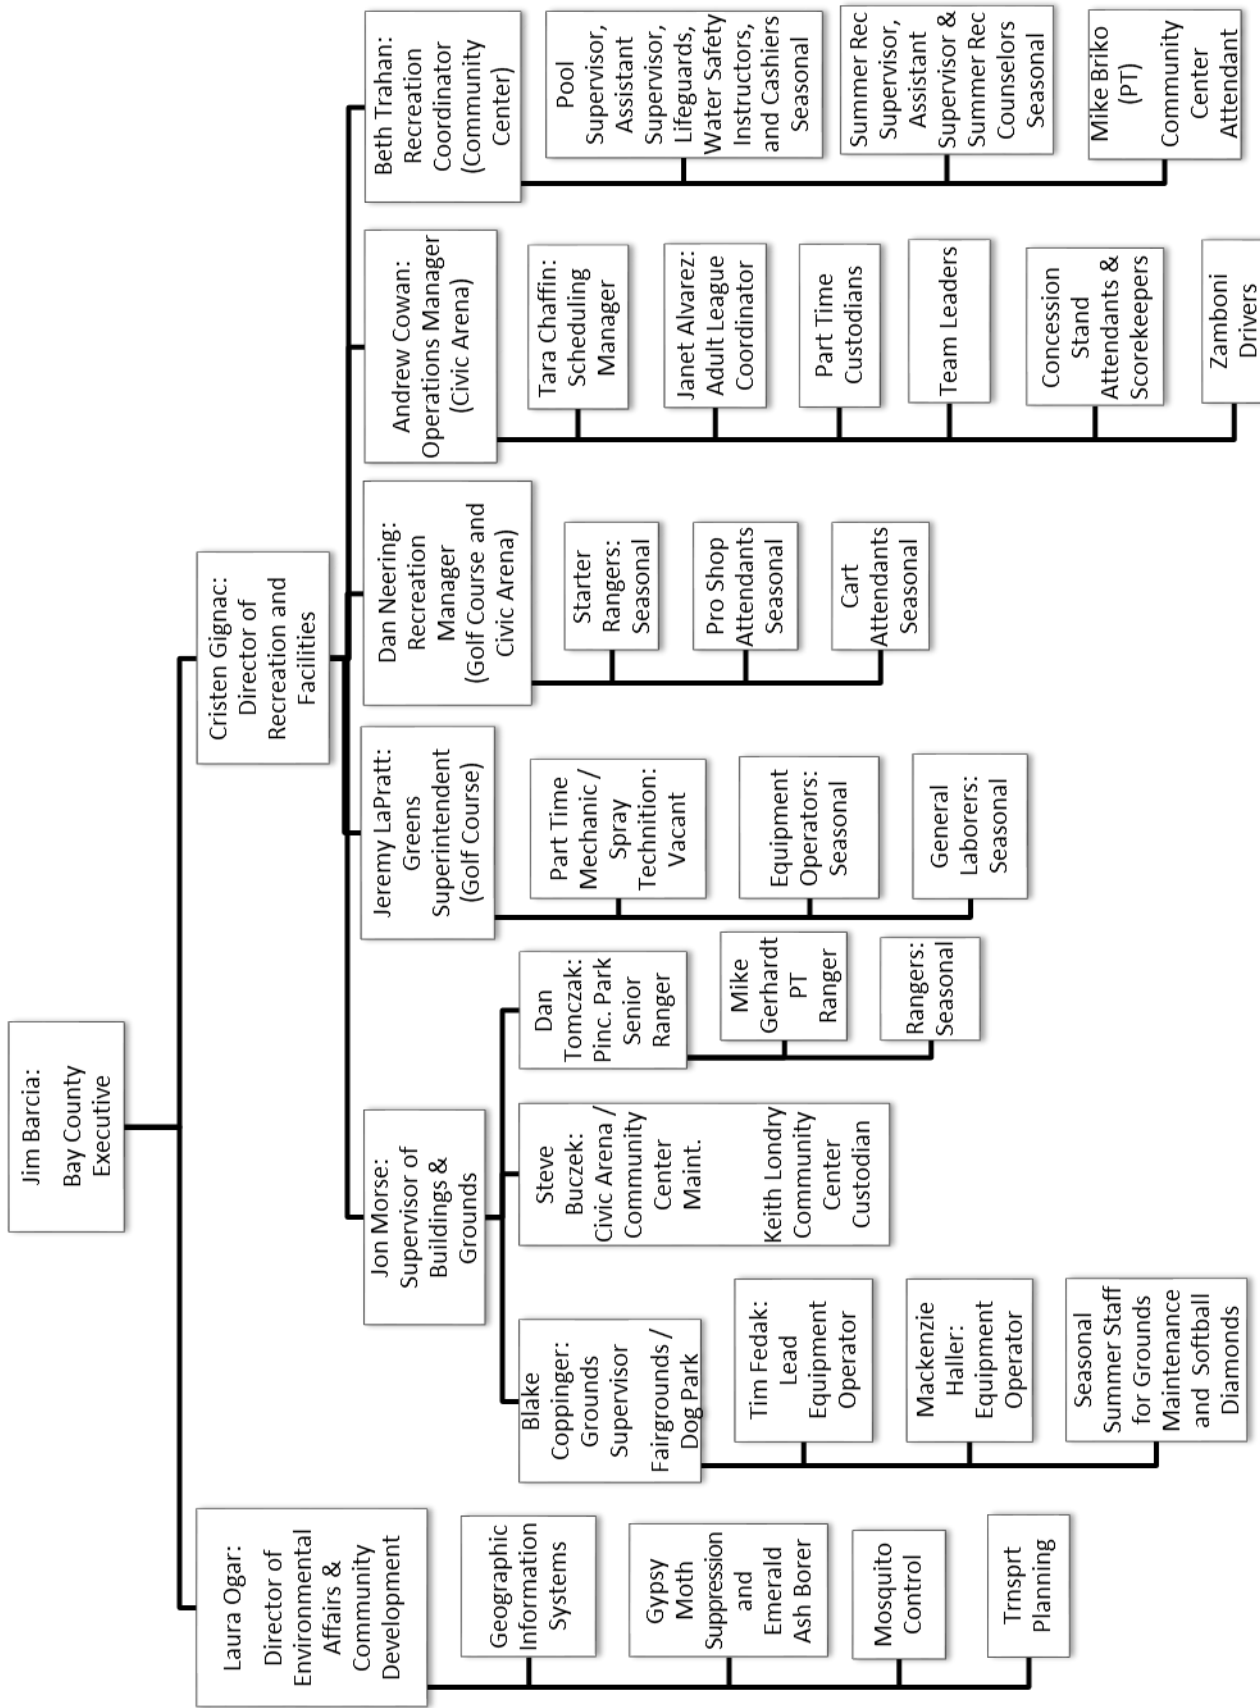 Jim Barcia:
Bay County
Executive
Laura Ogar:
Director of
Environmental
Affairs &
Community
Development
Geographic
Information
Systems
Gypsy
Moth
Suppression
and
Emerald
Ash Borer
Mosquito
Control
Trnsprt
Planning
Cristen Gignac:
Director of
Recreation and
Facilities
Jon Morse:
Supervisor of
Buildings &
Grounds
Blake
Coppinger:
Grounds
Supervisor
Fairgrounds /
Dog Park
Tim Fedak:
Lead
Equipment
Operator
Mackenzie
Haller:
Equipment
Operator
Seasonal
Summer Staff
for Grounds
Maintenance
and Softball
Diamonds
Steve
Buczek:
Civic Arena /
Community
Center
Maint.
Keith Londry
Community
Center
Custodian
Dan
Tomczak:
Pinc. Park
Senior
Ranger
Mike
Gerhardt
PT
Ranger
Rangers:
Seasonal
Jeremy LaPratt:
Greens
Superintendent
(Golf Course)
Part Time
Mechanic /
Spray
Technition:
Vacant
Equipment
Operators:
Seasonal
General
Laborers:
Seasonal
Dan Neering:
Recreation
Manager
(Golf Course and
Civic Arena)
Starter
Rangers:
Seasonal
Pro Shop
Attendants
Seasonal
Cart
Attendants
Seasonal
Andrew Cowan:
Operations Manager
(Civic Arena)
Tara Chaffin:
Scheduling
Manager
Janet Alvarez:
Adult League
Coordinator
Part Time
Custodians
Team Leaders
Concession
Stand
Attendants &
Scorekeepers
Zamboni
Drivers
Beth Trahan:
Recreation
Coordinator
(Community
Center)
Pool
Supervisor,
Assistant
Supervisor,
Lifeguards,
Water Safety
Instructors,
and Cashiers
Seasonal
Summer Rec
Supervisor,
Assistant
Supervisor &
Summer Rec
Counselors
Seasonal
Mike Briko
(PT)
Community
Center
Attendant